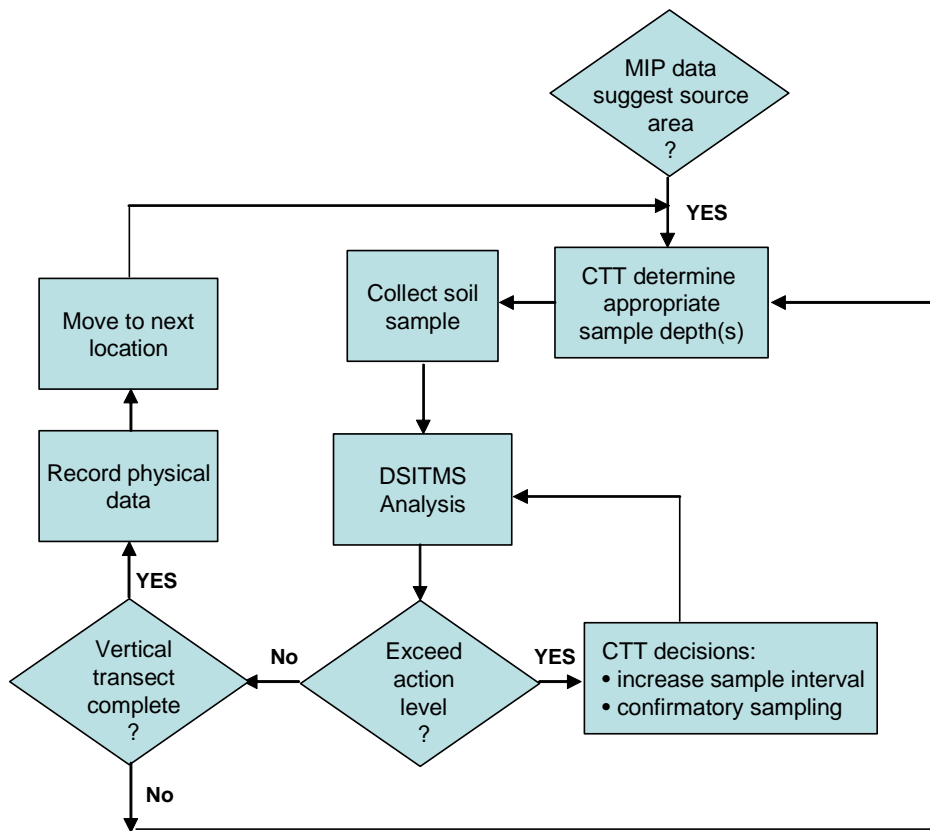 MIP data
suggest source
area
?
YES
CTT determine
appropriate
sample depth(s)
Collect soil
sample
Move to next
location
DSITMS
Analysis
Record physical
data
YES
Vertical
transect
complete
?
No
Exceed
action
level
?
YES
CTT decisions:
• increase sample interval
• confirmatory sampling
No